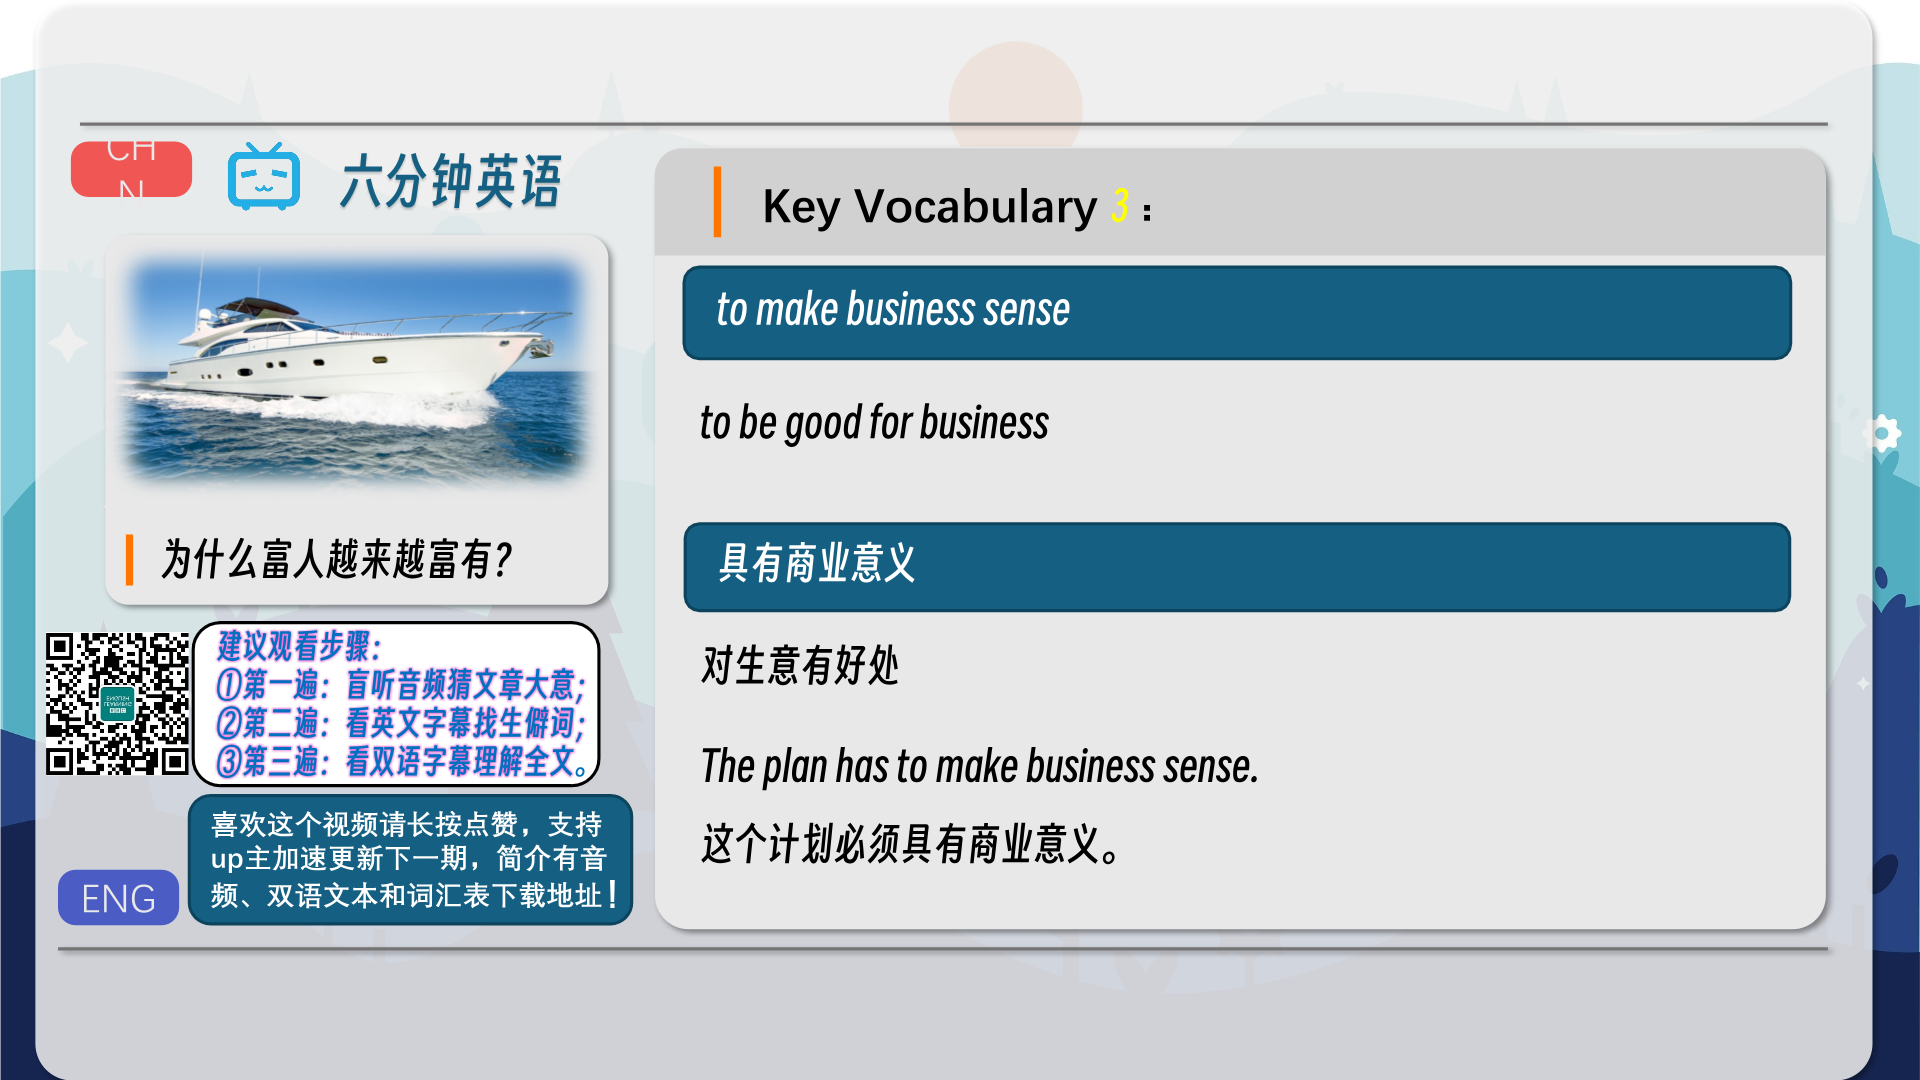 CH
N
六分钟英语
为什么富人越来越富有?
建议观看步骤:
①第一遍: 盲听音频猜文章大意;
②第二遍: 看英文字幕找生僻词;
③第三遍: 看双语字幕理解全文。
喜欢这个视频请长按点赞，支持
up主加速更新下一期，简介有音
频、双语文本和词汇表下载地址！
ENG
Key Vocabulary 3：
to make business sense
to be good for business
具有商业意义
对生意有好处
The plan has to make business sense.
这个计划必须具有商业意义。